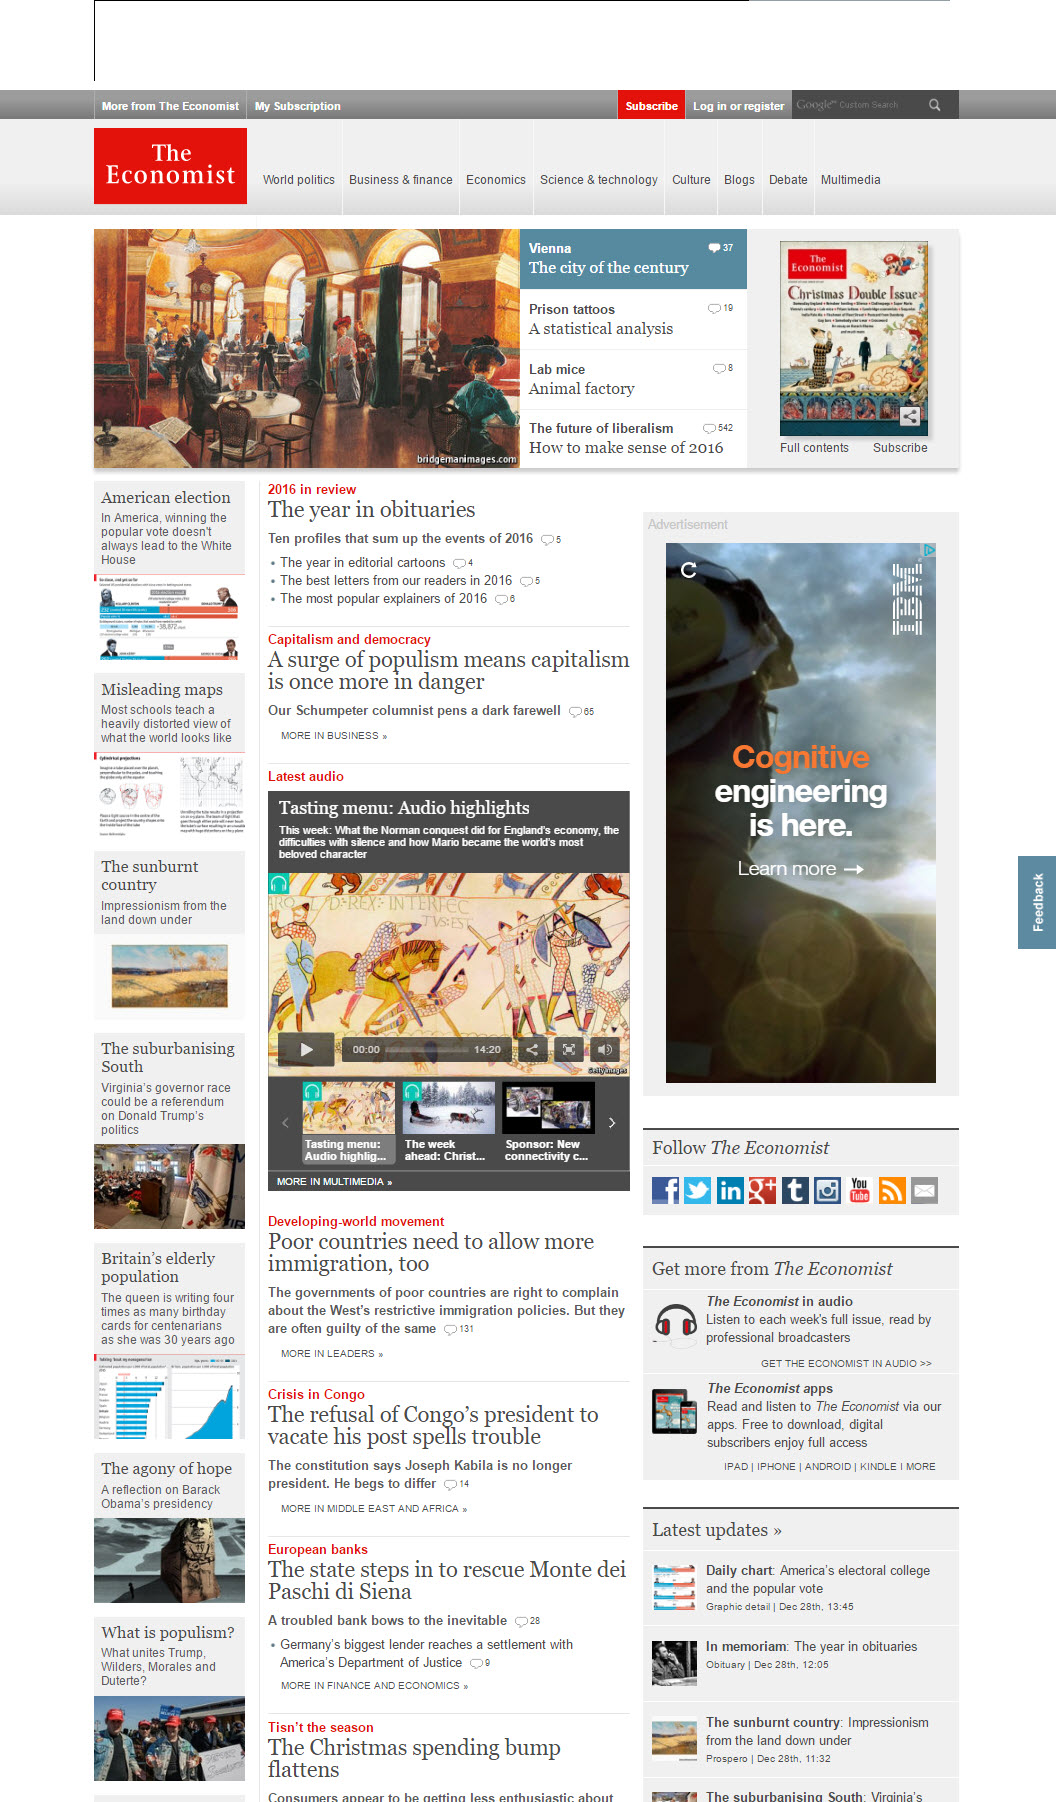 More from The Economist
My Subscription
Subscribe
Log in or register
Google Custom Search
The
Economist
World politics
Business & finance
Economics
Science & technology
Culture
Blogs
Debate
Multimedia
bridgemanimages.com
Vienna
37
The city of the century
Prison tattoos
19
A statistical analysis
Lab mice
8
Animal factory
The future of liberalism
542
How to make sense of 2016
The
Economist
Christmas Double Issue
Full contents
Subscribe
American election
In America, winning the
popular vote doesn't
always lead to the White
House
Misleading maps
Most schools teach a
heavily distorted view of
what the world looks like
The sunburnt
country
Impressionism from the
land down under
The suburbanising
South
Virginia's governor race
could be a referendum
on Donald Trump's
politics
Britain's elderly
population
The queen is writing four
times as many birthday
cards for centenarians
as she was 30 years ago
The agony of hope
A reflection on Barack
Obama's presidency
What is populism?
What unites Trump,
Wilders, Morales and
Duterte?
2016 in review
The year in obituaries
Ten profiles that sum up the events of 2016 5
• The year in editorial cartoons 4
• The best letters from our readers in 2016 5
• The most popular explainers of 2016 6
Capitalism and democracy
A surge of populism means capitalism
is once more in danger
Our Schumpeter columnist pens a dark farewell 65
MORE IN BUSINESS »
Latest audio
Tasting menu: Audio highlights
This week: What the Norman conquest did for England's economy, the
difficulties with silence and how Mario became the world's most
beloved character
00:00
14:20
Getty Images
Tasting menu:
Audio highlig...
The week
ahead: Christ...
Sponsor: New
connectivity c...
MORE IN MULTIMEDIA »
Developing-world movement
Poor countries need to allow more
immigration, too
The governments of poor countries are right to complain
about the West's restrictive immigration policies. But they
are often guilty of the same 131
MORE IN LEADERS »
Crisis in Congo
The refusal of Congo's president to
vacate his post spells trouble
The constitution says Joseph Kabila is no longer
president. He begs to differ 14
MORE IN MIDDLE EAST AND AFRICA »
European banks
The state steps in to rescue Monte dei
Paschi di Siena
A troubled bank bows to the inevitable 28
• Germany's biggest lender reaches a settlement with
America's Department of Justice 9
MORE IN FINANCE AND ECONOMICS »
Tisn't the season
The Christmas spending bump
flattens
Consumers appear to be getting less enthusiastic about
Advertisement
IBM
Cognitive
engineering
is here.
Learn more →
Feedback
Follow The Economist
You
Tube
Get more from The Economist
The Economist in audio
Listen to each week's full issue, read by
professional broadcasters
GET THE ECONOMIST IN AUDIO >>
The Economist apps
Read and listen to The Economist via our
apps. Free to download, digital
subscribers enjoy full access
IPAD | IPHONE | ANDROID | KINDLE I MORE
Latest updates »
Daily chart: America's electoral college
and the popular vote
Graphic detail | Dec 28th, 13:45
In memoriam: The year in obituaries
Obituary | Dec 28th, 12:05
The sunburnt country: Impressionism
from the land down under
Prospero | Dec 28th, 11:32
The suburbanising South: Virginia's